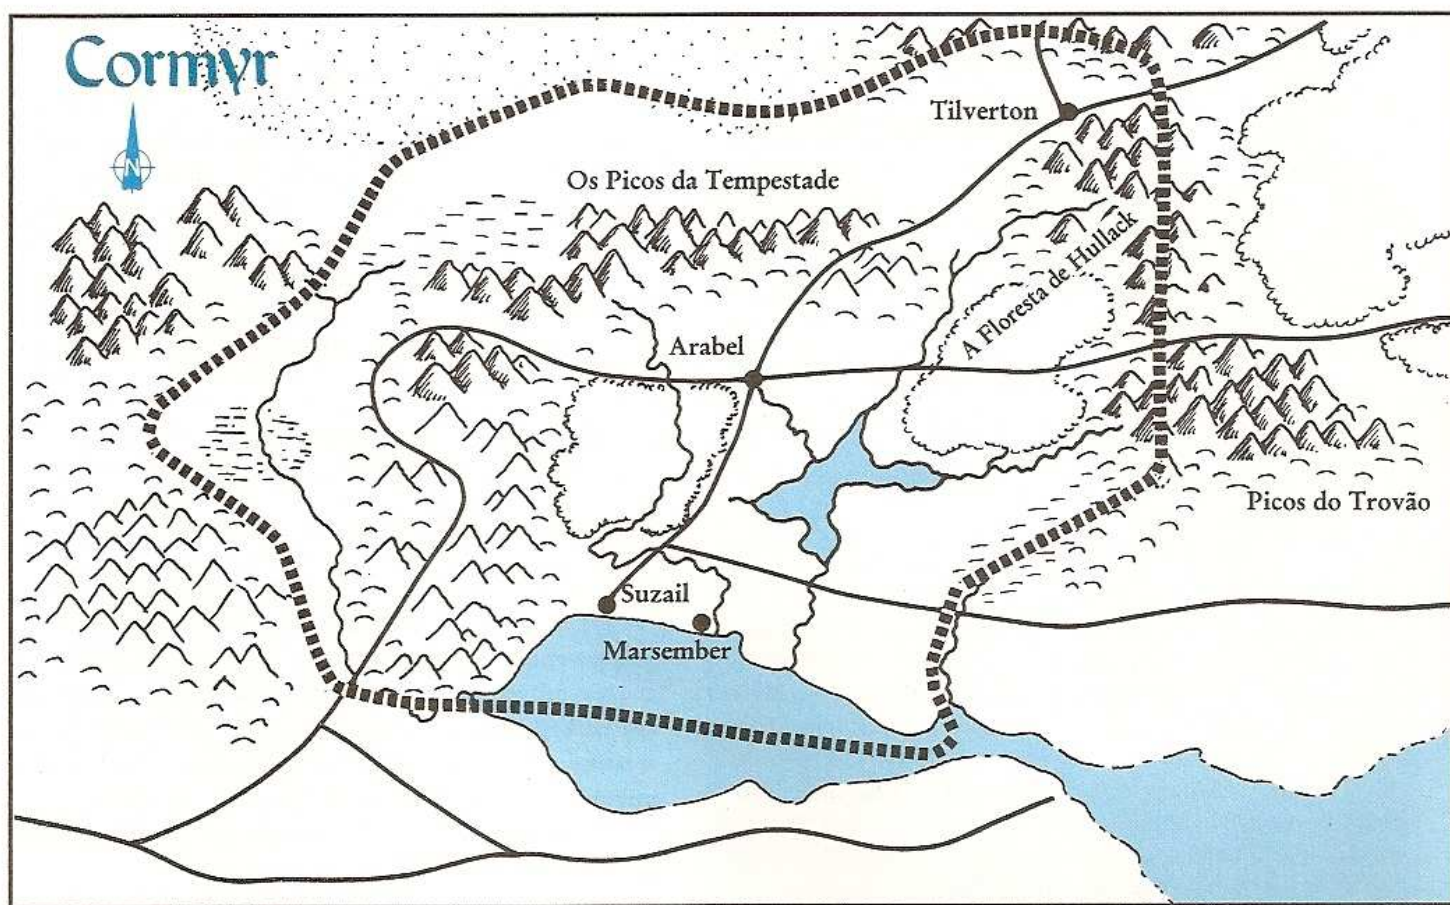 Cormyr
N
Tilverton
Os Picos da Tempestade
A Floresta de Hullack
Arabel
Picos do Trovão
Suzail
Marsember